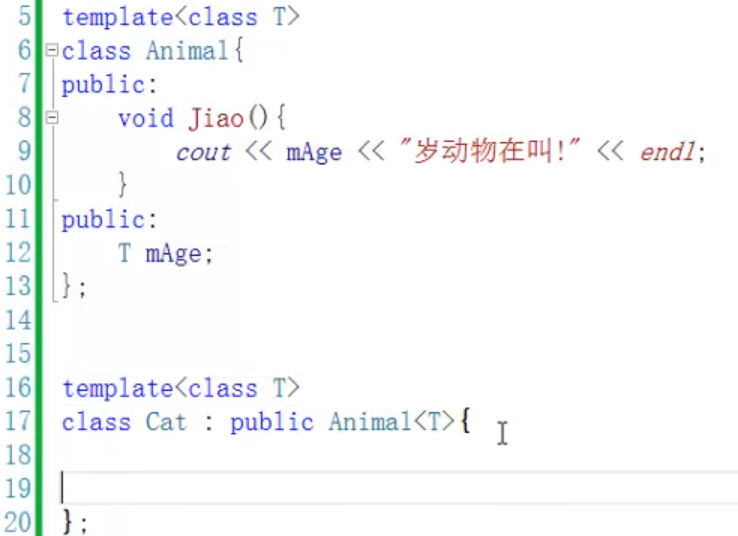 5 template<class T>
6 class Animal{
7 public:
8 void Jiao(){
9 cout << mAge << "岁动物在叫!" << endl;
10 }
11 public:
12 T mAge;
13 };
14
15
16 template<class T>
17 class Cat : public Animal<T>{
18
19
20 };